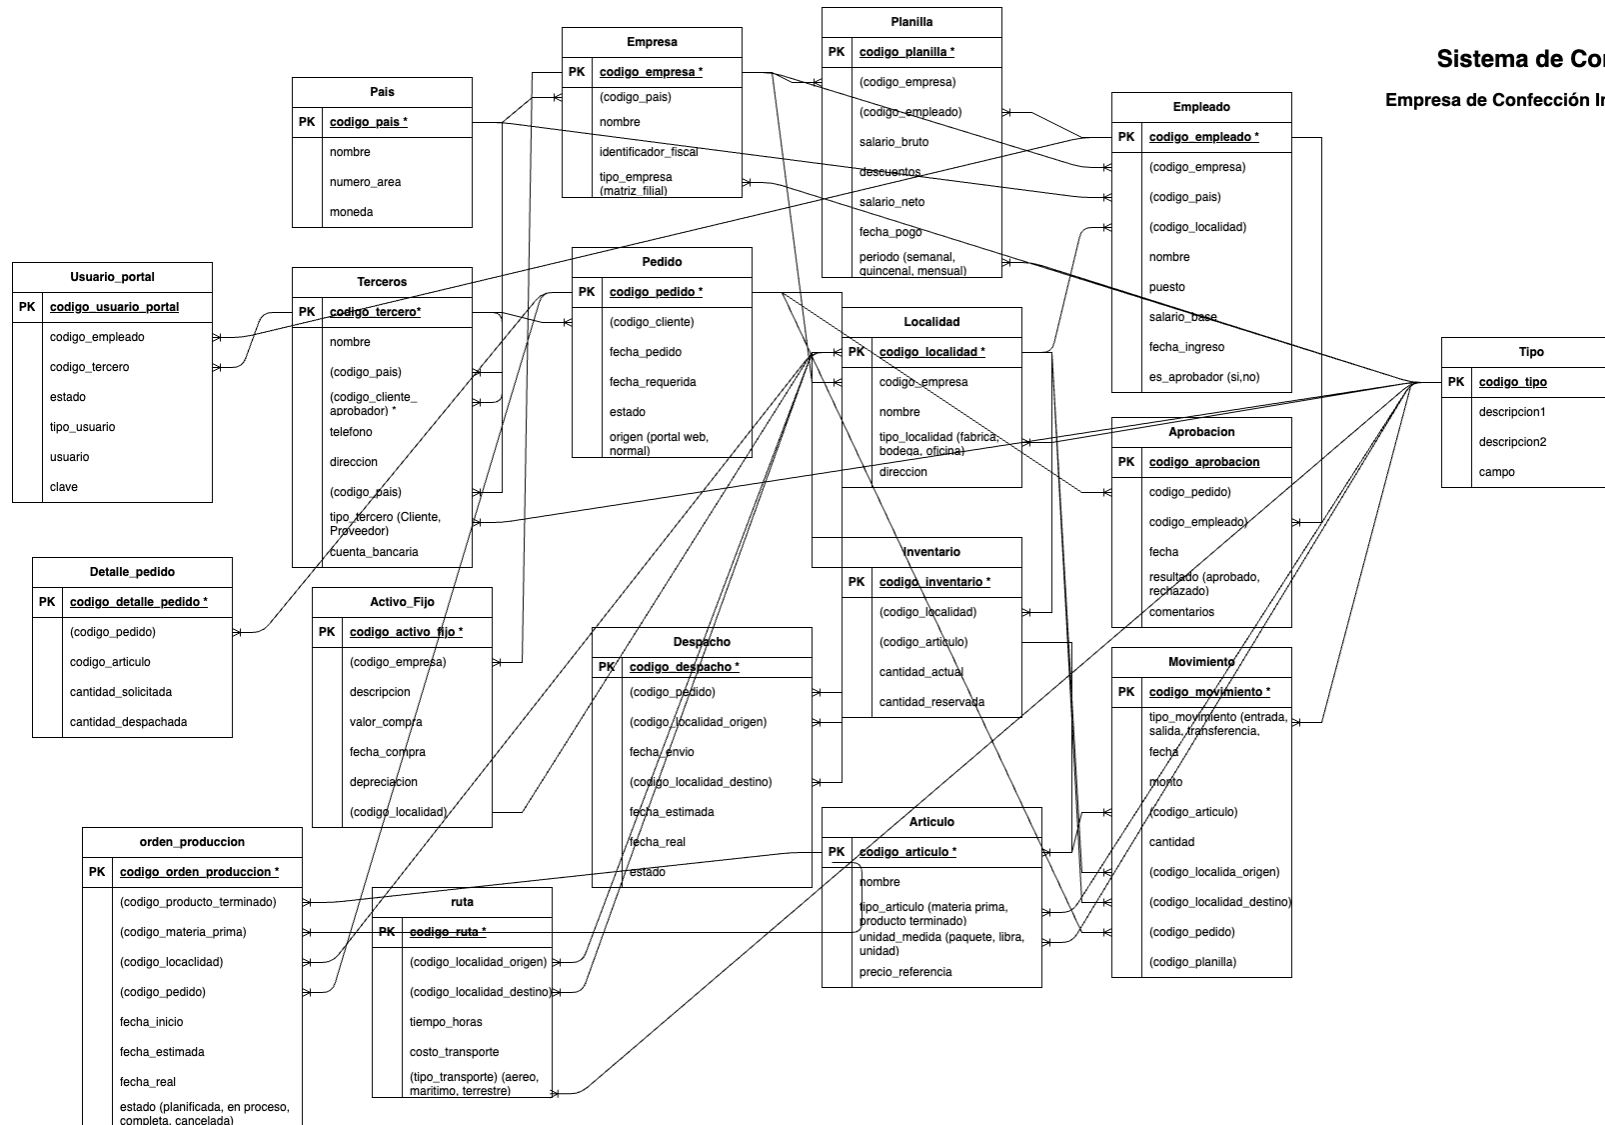 Sistema de Co
Empresa de Confección I
Pais
PK codigo_pais *
nombre
numero_area
moneda
Empresa
PK codigo_empresa *
(codigo_pais)
nombre
identificador_fiscal
tipo_empresa
(matriz_filial)
Planilla
PK codigo_planilla *
(codigo_empresa)
(codigo_empleado)
salario_bruto
descuentos
salario_neto
fecha_pogo
periodo (semanal,
quincenal, mensual)
Empleado
PK codigo_empleado *
(codigo_empresa)
(codigo_pais)
(codigo_localidad)
nombre
puesto
salario_base
fecha_ingreso
es_aprobador (si,no)
Usuario_portal
PK codigo_usuario_portal
codigo_empleado
codigo_tercero
estado
tipo_usuario
usuario
clave
Terceros
PK codigo_tercero*
nombre
(codigo_pais)
(codigo_cliente_
aprobador) *
telefono
direccion
(codigo_pais)
tipo_tercero (Cliente,
Proveedor)
cuenta_bancaria
Pedido
PK codigo_pedido *
(codigo_cliente)
fecha_pedido
fecha_requerida
estado
origen (portal web,
normal)
Localidad
PK codigo_localidad *
codigo_empresa
nombre
tipo_localidad (fabrica,
bodega, oficina)
direccion
Tipo
PK codigo_tipo
descripcion1
descripcion2
campo
Aprobacion
PK codigo_aprobacion
codigo_pedido)
codigo_empleado)
fecha
resultado (aprobado,
rechazado)
comentarios
Inventario
PK codigo_inventario *
(codigo_localidad)
(codigo_articulo)
cantidad_actual
cantidad_reservada
Detalle_pedido
PK codigo_detalle_pedido *
(codigo_pedido)
codigo_articulo
cantidad_solicitada
cantidad_despachada
Activo_Fijo
PK codigo_activo_fijo *
(codigo_empresa)
descripcion
valor_compra
fecha_compra
depreciacion
(codigo_localidad)
Despacho
PK codigo_despacho *
(codigo_pedido)
(codigo_localidad_origen)
fecha_envio
(codigo_localidad_destino)
fecha_estimada
fecha_real
estado
Movimiento
PK codigo_movimiento *
tipo_movimiento (entrada,
salida, transferencia,
fecha
monto
(codigo_articulo)
cantidad
(codigo_localida_origen)
(codigo_localidad_destino)
(codigo_pedido)
(codigo_planilla)
Articulo
PK codigo_articulo *
nombre
tipo_articulo (materia prima,
producto terminado)
unidad_medida (paquete, libra,
unidad)
precio_referencia
orden_produccion
PK codigo_orden_produccion *
(codigo_producto_terminado)
(codigo_materia_prima)
(codigo_locaclidad)
(codigo_pedido)
fecha_inicio
fecha_estimada
fecha_real
estado (planificada, en proceso,
completa, cancelada)
ruta
PK codigo_ruta *
(codigo_localidad_origen)
(codigo_localidad_destino)
tiempo_horas
costo_transporte
(tipo_transporte) (aereo,
maritimo, terrestre)